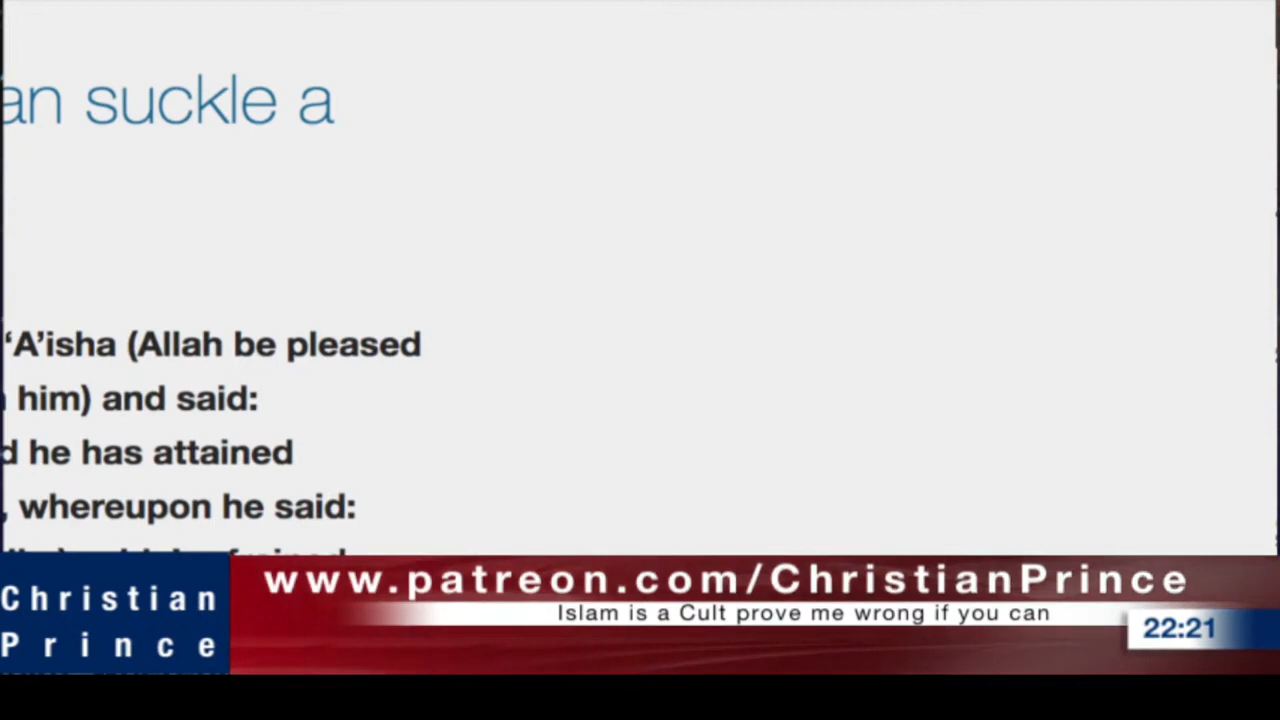 an suckle a
‘A’isha (Allah be pleased
him) and said:
d he has attained
, whereupon he said:
www.patreon.com/ChristianPrince
Islam is a Cult prove me wrong if you can
Christian
Prince
22:21